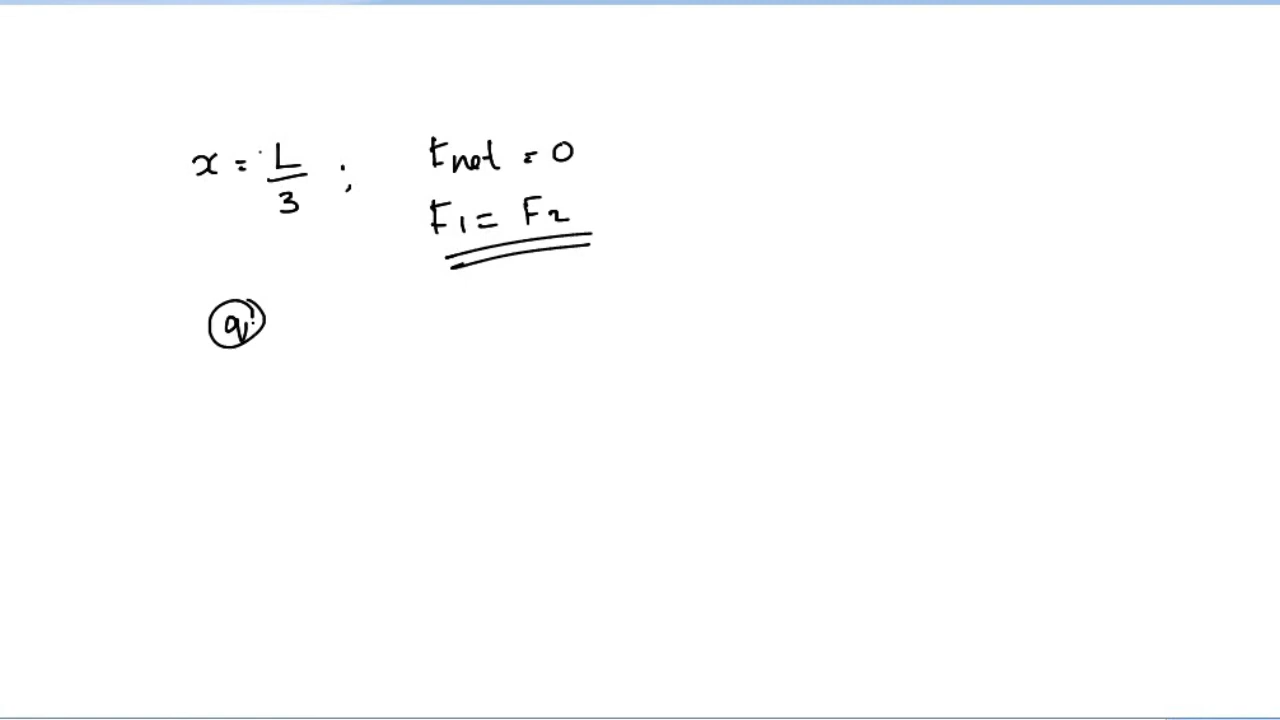 x = L/3 ; Fnet = 0
F1 = F2
q